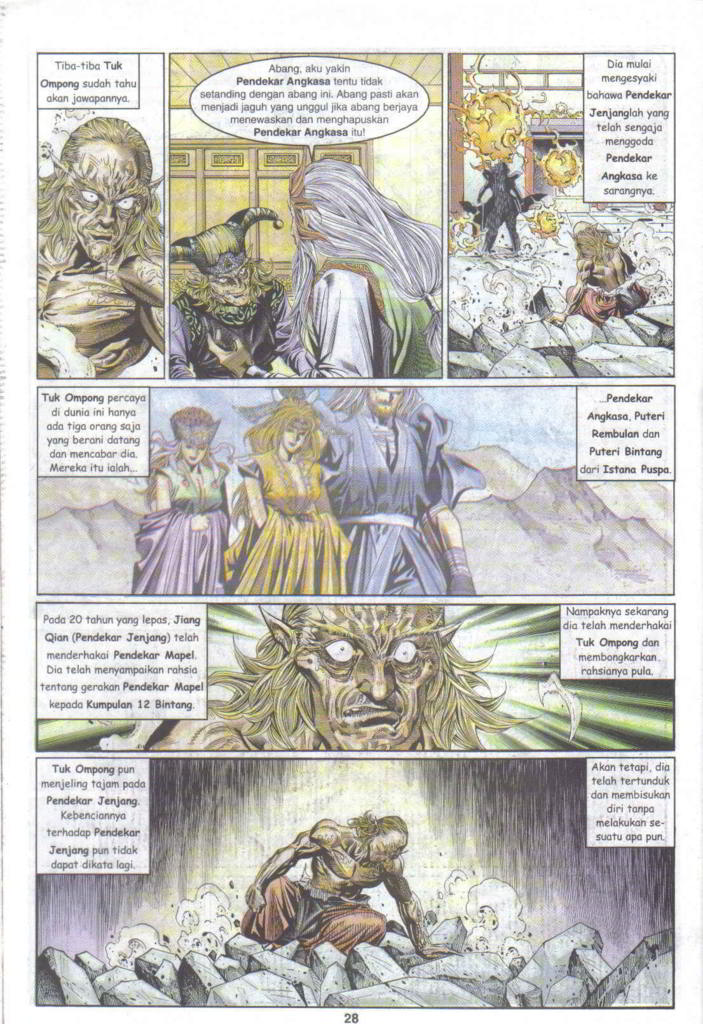 Tiba-tiba Tuk
Ompong sudah tahu
akan jawapannya.
Abang, aku yakin
Pendekar Angkasa tentu tidak
setanding dengan abang ini. Abang pasti akan
menjadi jaguh yang unggul jika abang berjaya
menewaskan dan menghapuskan
Pendekar Angkasa itu!
Dia mulai
mengesyaki
bahawa Pendekar
Jenjanglah yang
telah sengaja
menggoda
Pendekar
Angkasa ke
sarangnya.
Tuk Ompong percaya
di dunia ini hanya
ada tiga orang saja
yang berani datang
dan mencabar dia.
Mereka itu ialah...
...Pendekar
Angkasa, Puteri
Rembulan dan
Puteri Bintang
dari Istana Puspa.
Pada 20 tahun yang lepas, Jiang
Qian (Pendekar Jenjang) telah
menderhakai Pendekar Mapel.
Dia telah menyampaikan rahsia
tentang gerakan Pendekar Mapel
kepada Kumpulan 12 Bintang.
Nampaknya sekarang
dia telah menderhakai
Tuk Ompong dan
membongkarkan
rahsianya pula.
Tuk Ompong pun
menjeling tajam pada
Pendekar Jenjang.
Kebenciannya
terhadap Pendekar
Jenjang pun tidak
dapat dikata lagi.
Akan tetapi, dia
telah tertunduk
dan membisukan
diri tanpa
melakukan se-
suatu apa pun.
28